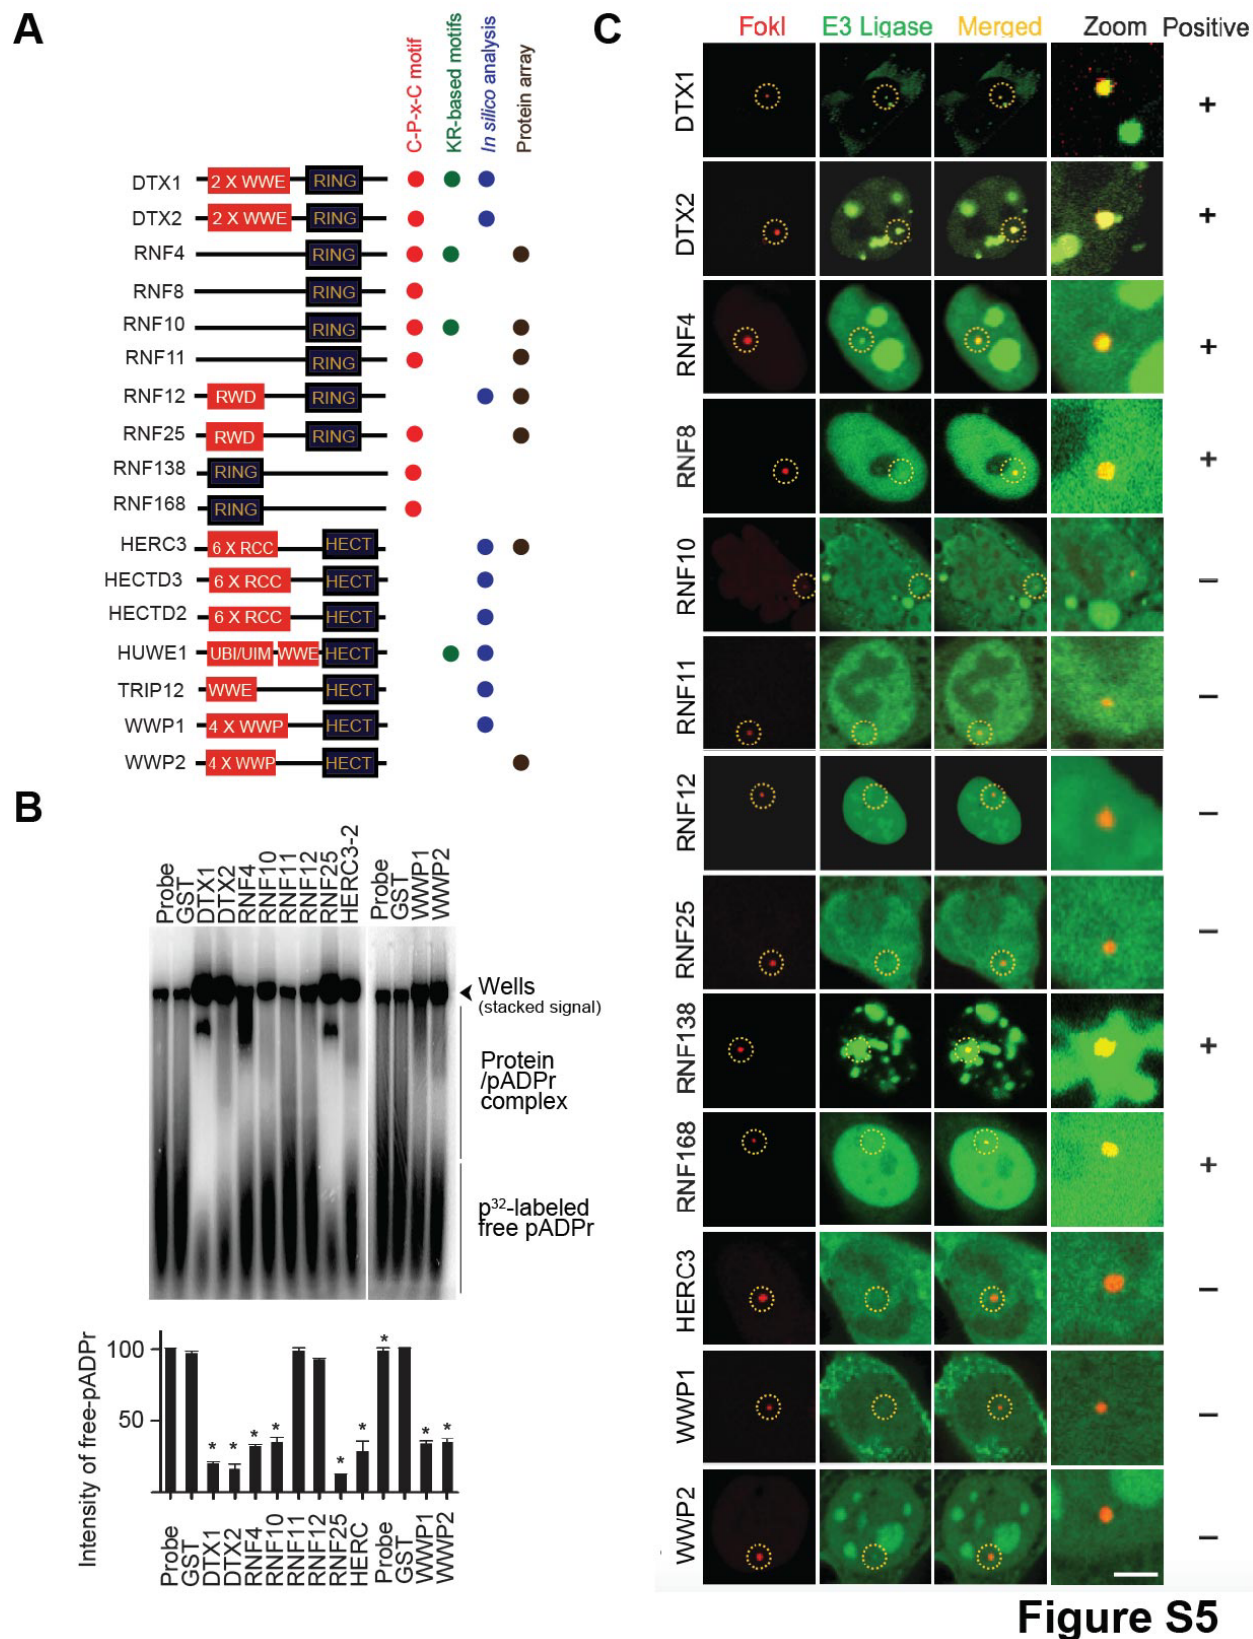 A
C-P-x-C motif
KR-based motifs
In silico analysis
Protein array
DTX1 2 X WWE RING
DTX2 2 X WWE RING
RNF4 RING
RNF8 RING
RNF10 RING
RNF11 RING
RNF12 RWD RING
RNF25 RWD RING
RNF138 RING
RNF168 RING
HERC3 6 X RCC HECT
HECTD3 6 X RCC HECT
HECTD2 6 X RCC HECT
HUWE1 UBI/UIM WWE HECT
TRIP12 WWE HECT
WWP1 4 X WWP HECT
WWP2 4 X WWP HECT
B
Probe
GST
DTX1
DTX2
RNF4
RNF10
RNF11
RNF12
RNF25
HERC3-2
Probe
GST
WWP1
WWP2
Wells
(stacked signal)
Protein
/pADPr
complex
p32-labeled
free pADPr
Intensity of free-pADPr
100
50
* * * * * * * * *
Probe
GST
DTX1
DTX2
RNF4
RNF10
RNF11
RNF12
RNF25
HERC
Probe
GST
WWP1
WWP2
C
FokI E3 Ligase Merged Zoom Positive
DTX1 +
DTX2 +
RNF4 +
RNF8 +
RNF10 −
RNF11 −
RNF12 −
RNF25 −
RNF138 +
RNF168 +
HERC3 −
WWP1 −
WWP2 −
Figure S5